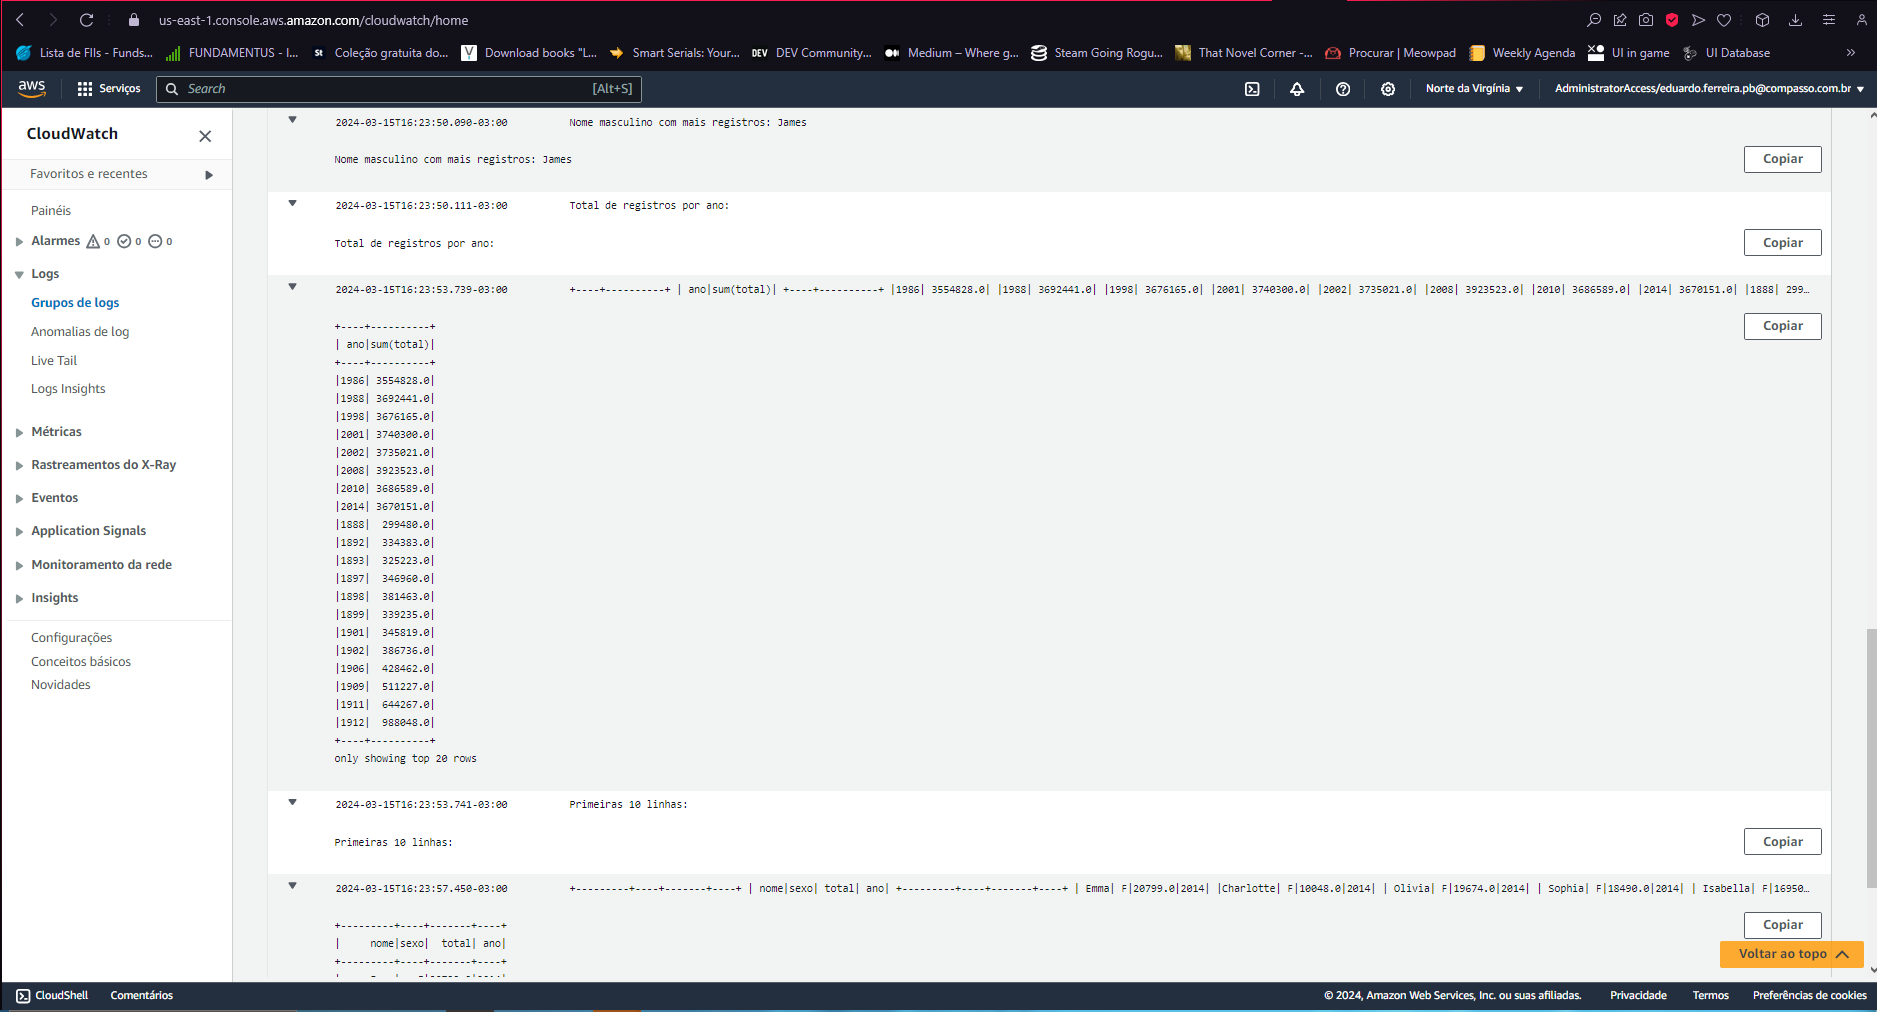 us-east-1.console.aws.amazon.com/cloudwatch/home
Lista de FIIs - Funds...
FUNDAMENTUS - I...
St Coleção gratuita do...
Y Download books "L...
Smart Serials: Your...
DEV DEV Community...
Medium – Where g...
Steam Going Rogu...
That Novel Corner -...
Procurar | Meowpad
Weekly Agenda
UI in game
UI Database
aws
Serviços
Search
[Alt+S]
Norte da Virgínia
AdministratorAccess/eduardo.ferreira.pb@compasso.com.br
CloudWatch
Favoritos e recentes
Painéis
Alarmes 0 0 0
Logs
Grupos de logs
Anomalias de log
Live Tail
Logs Insights
Métricas
Rastreamentos do X-Ray
Eventos
Application Signals
Monitoramento da rede
Insights
Configurações
Conceitos básicos
Novidades
2024-03-15T16:23:50.090-03:00 Nome masculino com mais registros: James
Nome masculino com mais registros: James
Copiar
2024-03-15T16:23:50.111-03:00 Total de registros por ano:
Total de registros por ano:
Copiar
2024-03-15T16:23:53.739-03:00 +----+----------+ | ano|sum(total)| +----+----------+ |1986| 3554828.0| |1988| 3692441.0| |1998| 3676165.0| |2001| 3740300.0| |2002| 3735021.0| |2008| 3923523.0| |2010| 3686589.0| |2014| 3670151.0| |1888| 299…
Copiar
+----+----------+
| ano|sum(total)|
+----+----------+
|1986| 3554828.0|
|1988| 3692441.0|
|1998| 3676165.0|
|2001| 3740300.0|
|2002| 3735021.0|
|2008| 3923523.0|
|2010| 3686589.0|
|2014| 3670151.0|
|1888|  299480.0|
|1892|  334383.0|
|1893|  325223.0|
|1897|  346960.0|
|1898|  381463.0|
|1899|  339235.0|
|1901|  345819.0|
|1902|  386736.0|
|1906|  428462.0|
|1909|  511227.0|
|1911|  644267.0|
|1912|  988048.0|
+----+----------+
only showing top 20 rows
2024-03-15T16:23:53.741-03:00 Primeiras 10 linhas:
Primeiras 10 linhas:
Copiar
2024-03-15T16:23:57.450-03:00 +---------+----+-------+----+ | nome|sexo| total| ano| +---------+----+-------+----+ | Emma| F|20799.0|2014| |Charlotte| F|10048.0|2014| | Olivia| F|19674.0|2014| | Sophia| F|18490.0|2014| | Isabella| F|16950…
Copiar
+---------+----+-------+----+
|     nome|sexo|  total| ano|
+---------+----+-------+----+
Voltar ao topo
CloudShell
Comentários
© 2024, Amazon Web Services, Inc. ou suas afiliadas.
Privacidade
Termos
Preferências de cookies